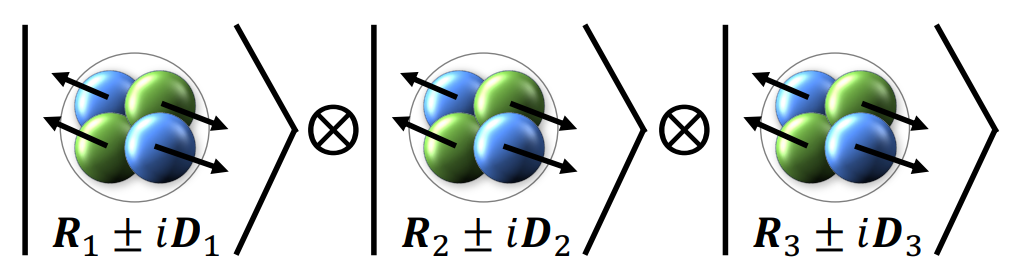 | R₁ ± iD₁ ⟩ ⊗ | R₂ ± iD₂ ⟩ ⊗ | R₃ ± iD₃ ⟩